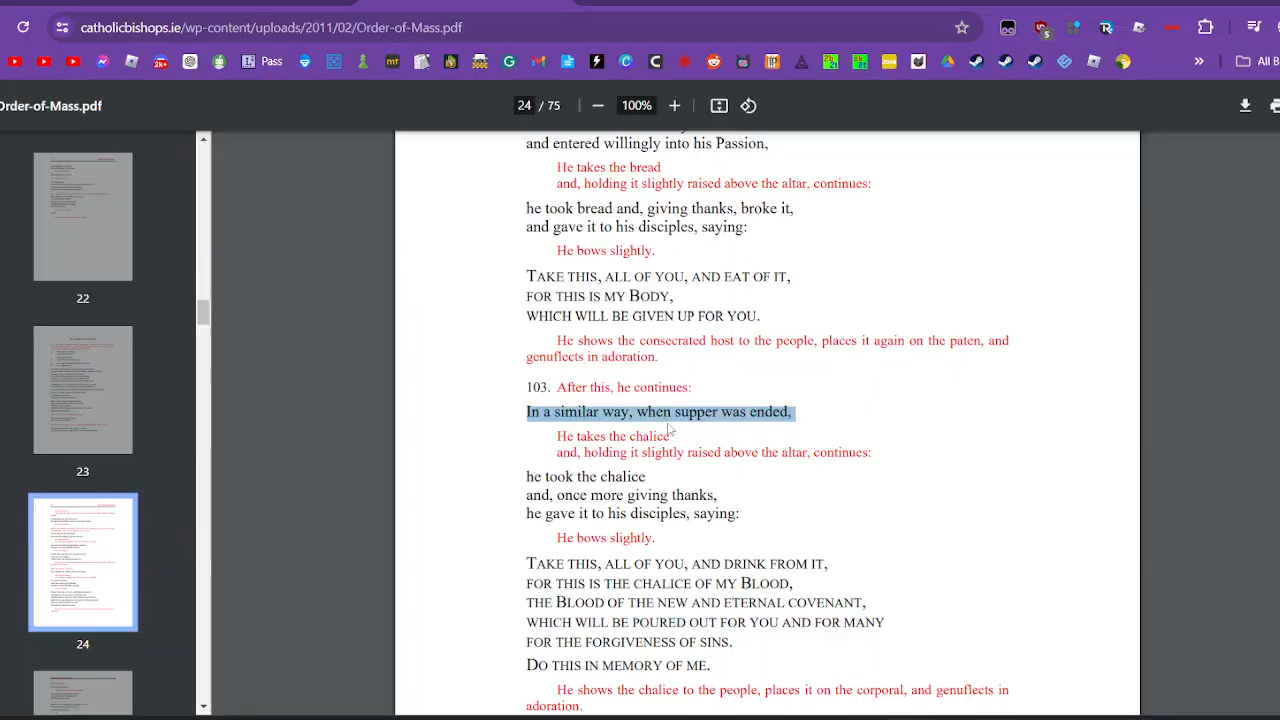 catholicbishops.ie/wp-content/uploads/2011/02/Order-of-Mass.pdf
5
2K+
Pass
mt
All B
Order-of-Mass.pdf
24 / 75
100%
22
23
24
and entered willingly into his Passion,
He takes the bread
and, holding it slightly raised above the altar, continues:
he took bread and, giving thanks, broke it,
and gave it to his disciples, saying:
He bows slightly.
TAKE THIS, ALL OF YOU, AND EAT OF IT,
FOR THIS IS MY BODY,
WHICH WILL BE GIVEN UP FOR YOU.
He shows the consecrated host to the people, places it again on the paten, and
genuflects in adoration.
103. After this, he continues:
In a similar way, when supper was ended,
He takes the chalice
and, holding it slightly raised above the altar, continues:
he took the chalice
and, once more giving thanks,
he gave it to his disciples, saying:
He bows slightly.
TAKE THIS, ALL OF YOU, AND DRINK FROM IT,
FOR THIS IS THE CHALICE OF MY BLOOD,
THE BLOOD OF THE NEW AND ETERNAL COVENANT,
WHICH WILL BE POURED OUT FOR YOU AND FOR MANY
FOR THE FORGIVENESS OF SINS.
DO THIS IN MEMORY OF ME.
He shows the chalice to the people, places it on the corporal, and genuflects in
adoration.